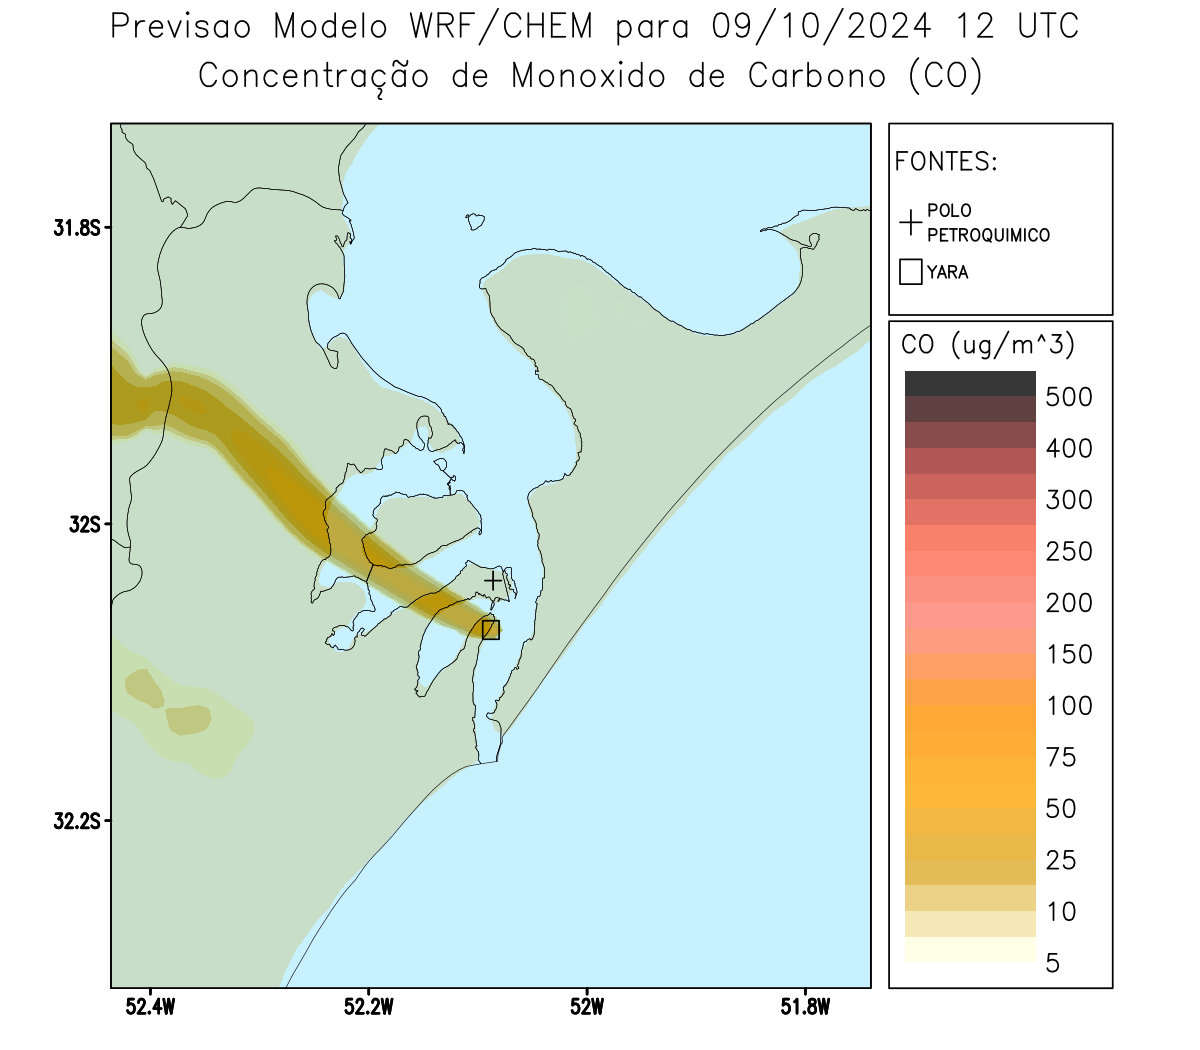 Previsao Modelo WRF/CHEM para 09/10/2024 12 UTC
Concentração de Monoxido de Carbono (CO)
FONTES:
POLO
PETROQUIMICO
YARA
CO (ug/m^3)
500
400
300
250
200
150
100
75
50
25
10
5
31.8S
32S
32.2S
52.4W
52.2W
52W
51.8W